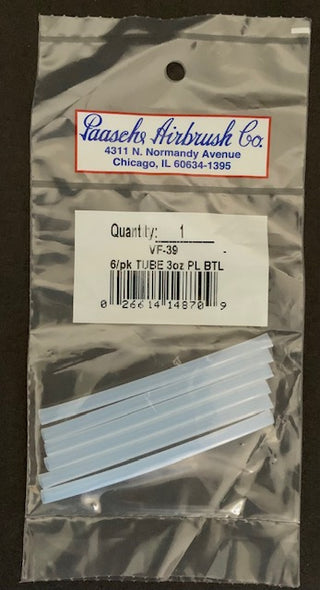 Paasche Airbrush Co.
4311 N. Normandy Avenue
Chicago, IL 60634-1395
Quantity: 1
VF-39 -
6/pk TUBE 3oz PL BTL
0 26614 14870 9